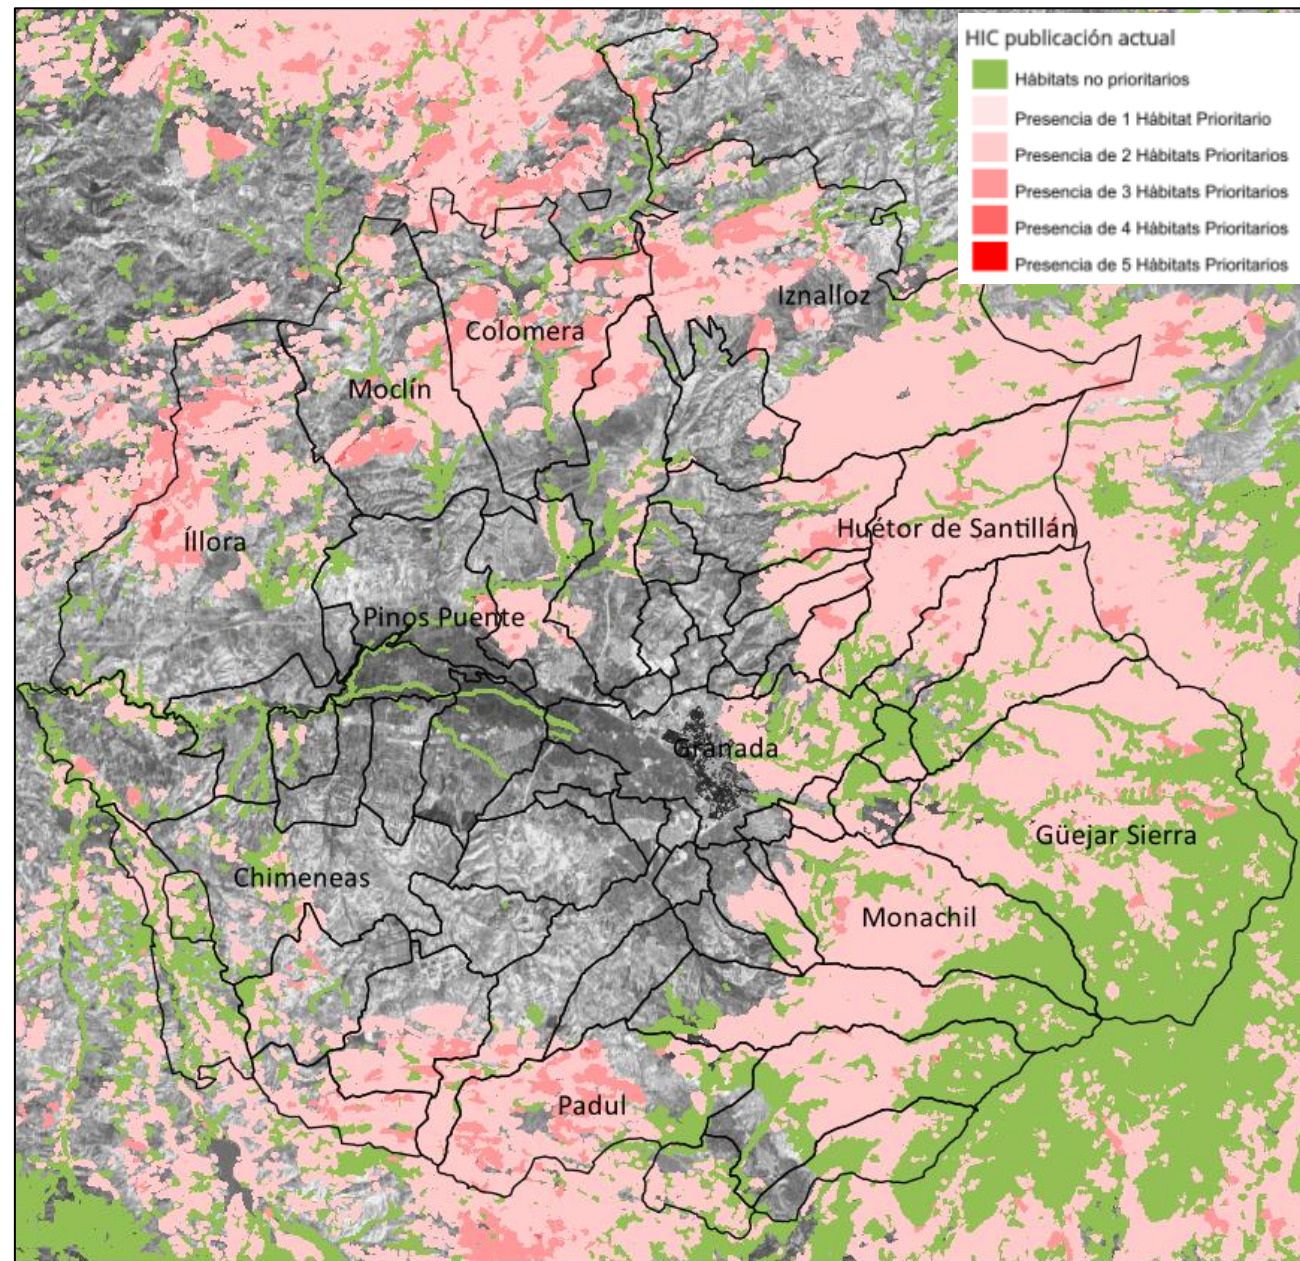 HIC publicación actual
Hábitats no prioritarios
Presencia de 1 Hábitat Prioritario
Presencia de 2 Hábitats Prioritarios
Presencia de 3 Hábitats Prioritarios
Presencia de 4 Hábitats Prioritarios
Presencia de 5 Hábitats Prioritarios
Iznalloz
Colomera
Moclín
Huétor de Santillán
Íllora
Pinos Puente
Granada
Güejar Sierra
Chimeneas
Monachil
Padul